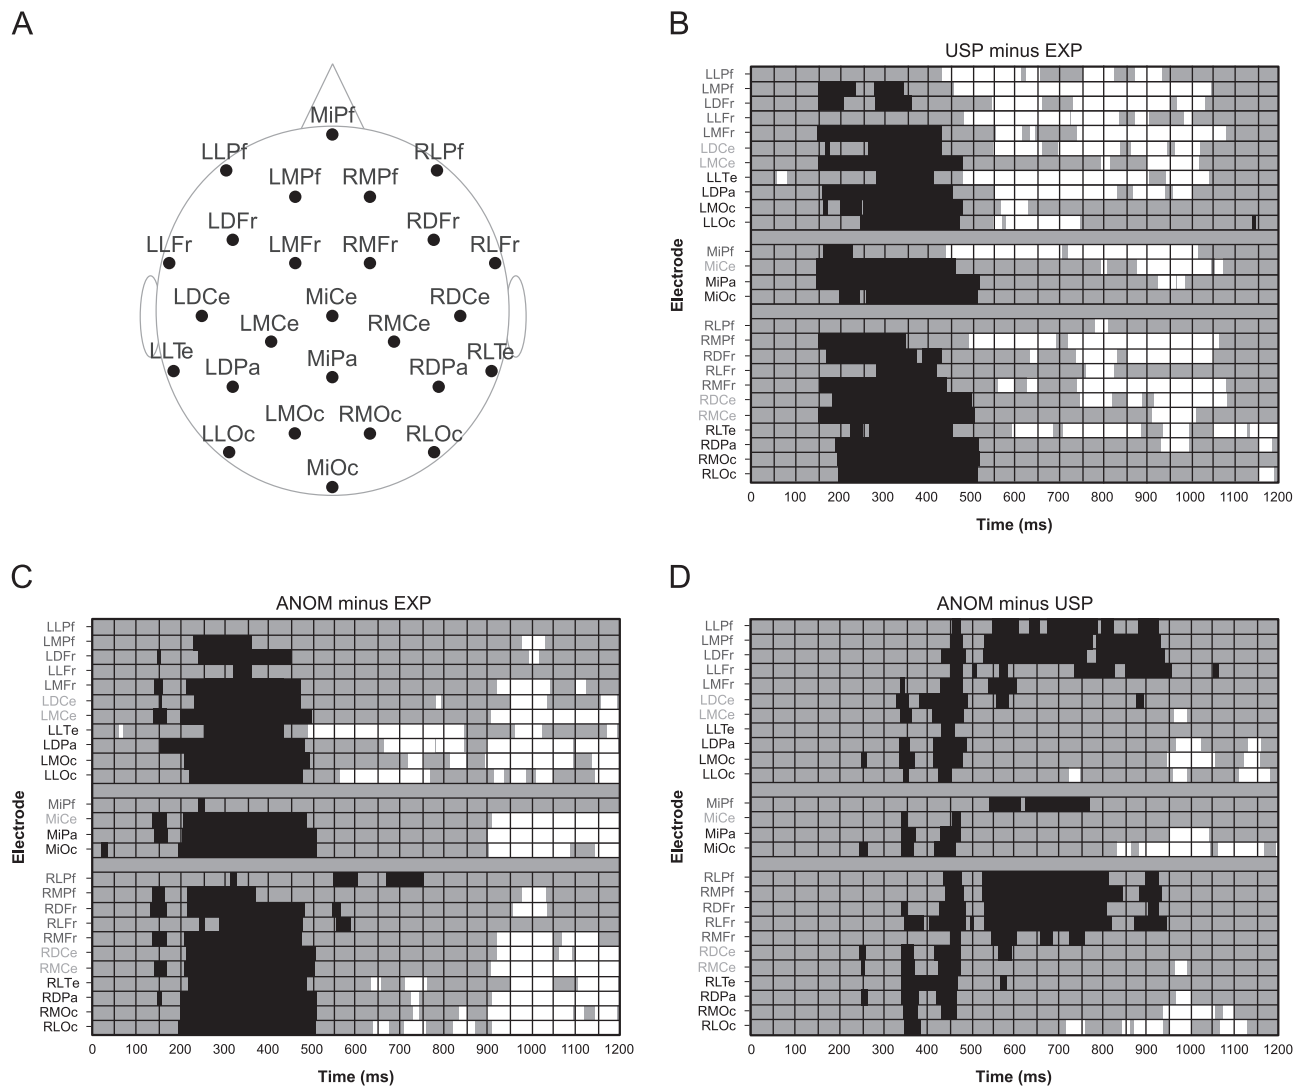 A
MiPf
LLPf
RLPf
LMPf RMPf
LDFr
RDFr
LLFr
LMFr RMFr
RLFr
LDCe
MiCe
RDCe
LMCe
RMCe
LLTe
MiPa
RLTe
LDPa
RDPa
LMOc RMOc
LLOc
RLOc
MiOc
B
USP minus EXP
LLPf
LMPf
LDFr
LLFr
LMFr
LDCe
LMCe
LLTe
LDPa
LMOc
LLOc
MiPf
MiCe
MiPa
MiOc
RLPf
RMPf
RDFr
RLFr
RMFr
RDCe
RMCe
RLTe
RDPa
RMOc
RLOc
Electrode
0 100 200 300 400 500 600 700 800 900 1000 1100 1200
Time (ms)
C
ANOM minus EXP
LLPf
LMPf
LDFr
LLFr
LMFr
LDCe
LMCe
LLTe
LDPa
LMOc
LLOc
MiPf
MiCe
MiPa
MiOc
RLPf
RMPf
RDFr
RLFr
RMFr
RDCe
RMCe
RLTe
RDPa
RMOc
RLOc
Electrode
0 100 200 300 400 500 600 700 800 900 1000 1100 1200
Time (ms)
D
ANOM minus USP
LLPf
LMPf
LDFr
LLFr
LMFr
LDCe
LMCe
LLTe
LDPa
LMOc
LLOc
MiPf
MiCe
MiPa
MiOc
RLPf
RMPf
RDFr
RLFr
RMFr
RDCe
RMCe
RLTe
RDPa
RMOc
RLOc
Electrode
0 100 200 300 400 500 600 700 800 900 1000 1100 1200
Time (ms)